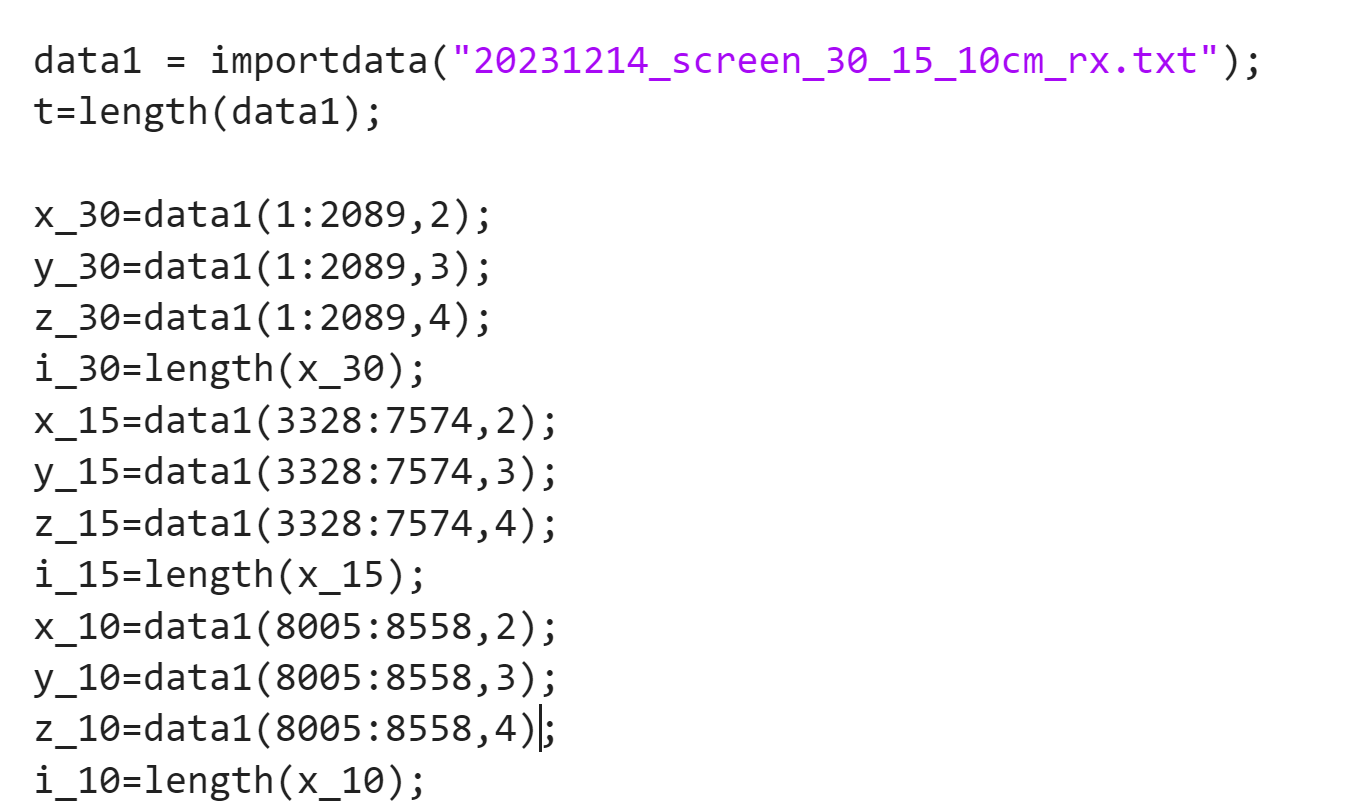 data1 = importdata("20231214_screen_30_15_10cm_rx.txt");
t=length(data1);
x_30=data1(1:2089,2);
y_30=data1(1:2089,3);
z_30=data1(1:2089,4);
i_30=length(x_30);
x_15=data1(3328:7574,2);
y_15=data1(3328:7574,3);
z_15=data1(3328:7574,4);
i_15=length(x_15);
x_10=data1(8005:8558,2);
y_10=data1(8005:8558,3);
z_10=data1(8005:8558,4);
i_10=length(x_10);